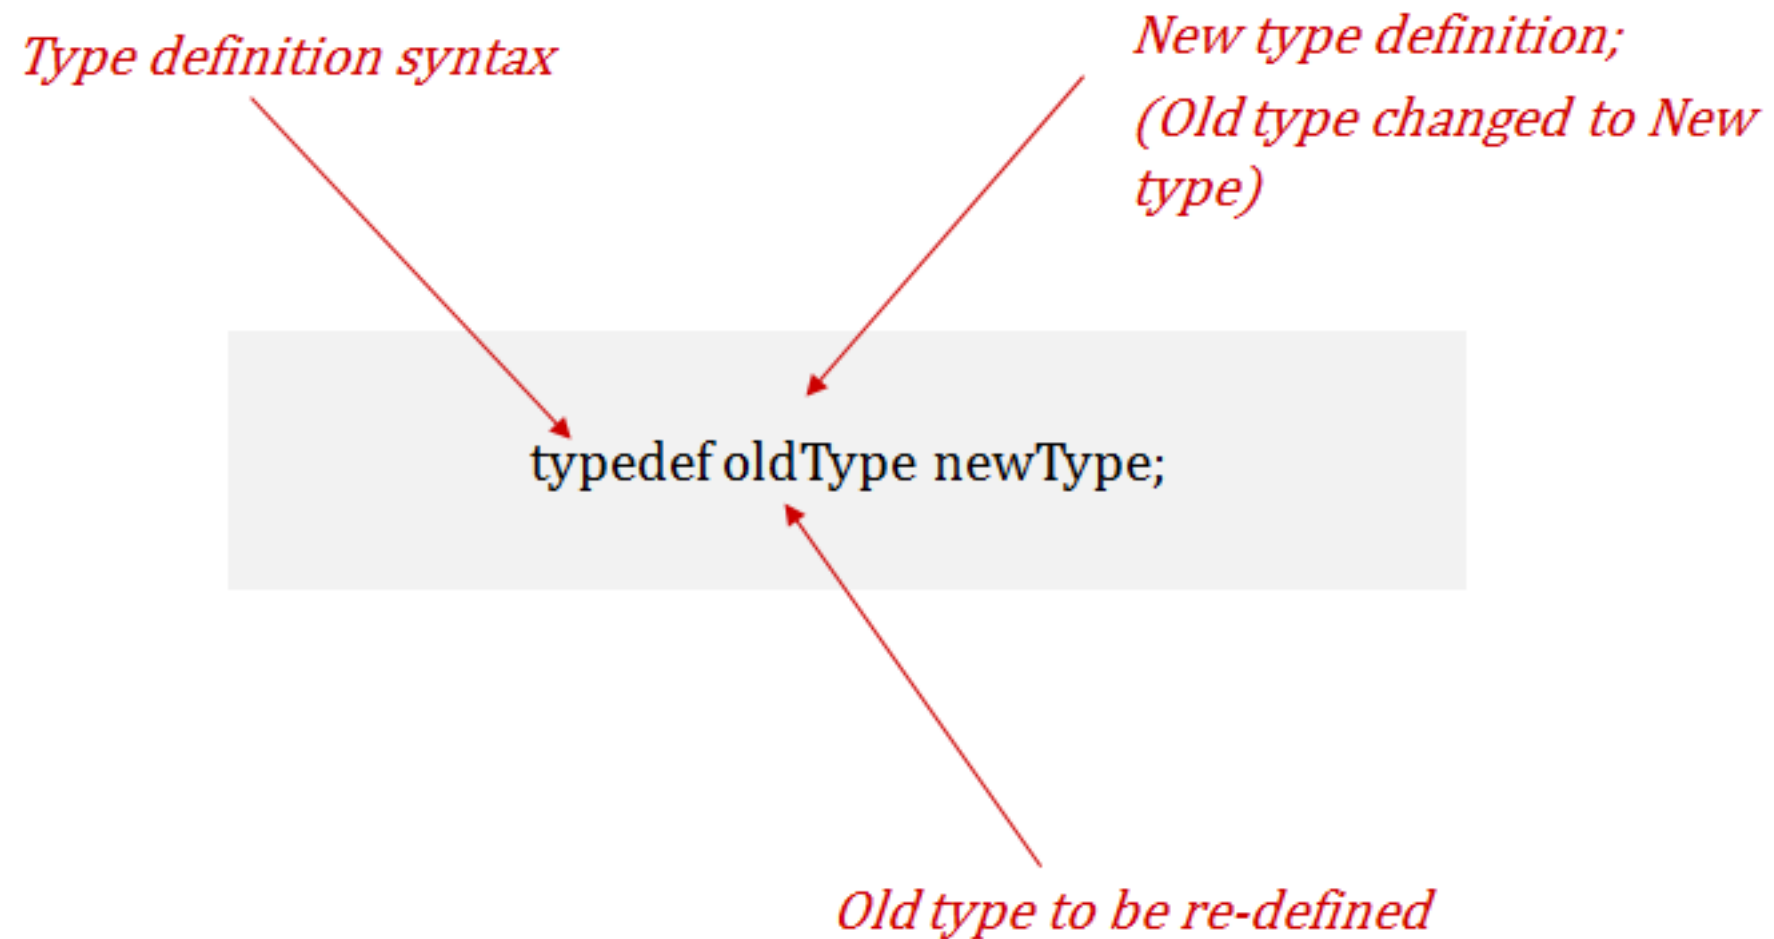 Type definition syntax
New type definition;
(Old type changed to New
type)
typedef oldType newType;
Old type to be re-defined